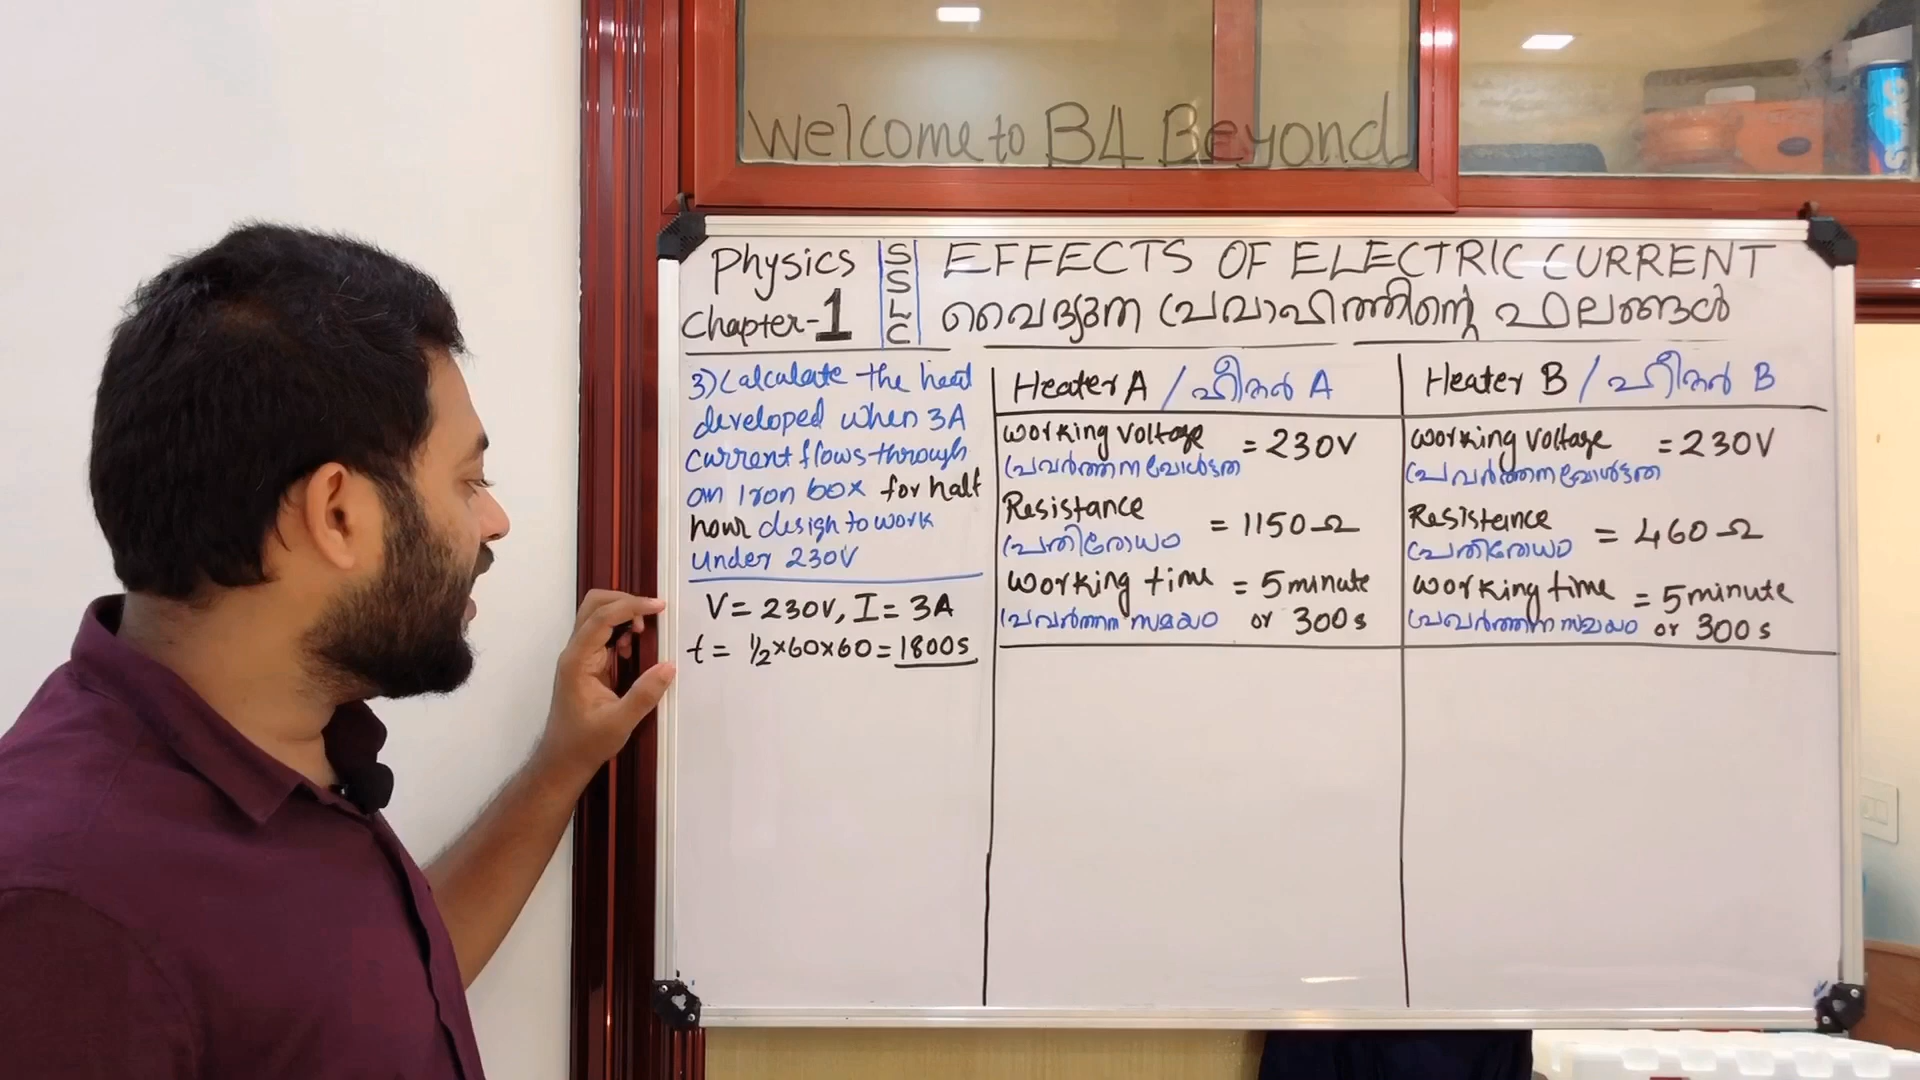 Welcome to B4 Beyond
Physics
Chapter-1
SSLC
EFFECTS OF ELECTRIC CURRENT
വൈദ്യുത പ്രവാഹത്തിന്റെ ഫലങ്ങൾ
3) Calculate the heat
developed when 3A
current flows through
an Iron box for half
hour design to work
under 230V
V = 230V, I = 3A
t = ½×60×60 = 1800s
Heater A / ഹീറ്റർ A
Working Voltage = 230V
പ്രവർത്തന വോൾട്ടത
Resistance = 1150Ω
പ്രതിരോധം
Working time = 5 minute
പ്രവർത്തന സമയം or 300s
Heater B / ഹീറ്റർ B
Working Voltage = 230V
പ്രവർത്തന വോൾട്ടത
Resistance = 460Ω
പ്രതിരോധം
Working time = 5 minute
പ്രവർത്തന സമയം or 300s